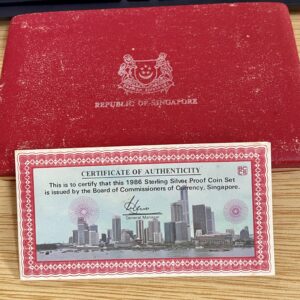 REPUBLIC OF SINGAPORE
CERTIFICATE OF AUTHENTICITY
This is to certify that this 1986 Sterling Silver Proof Coin Set
is issued by the Board of Commissioners of Currency, Singapore.
General Manager